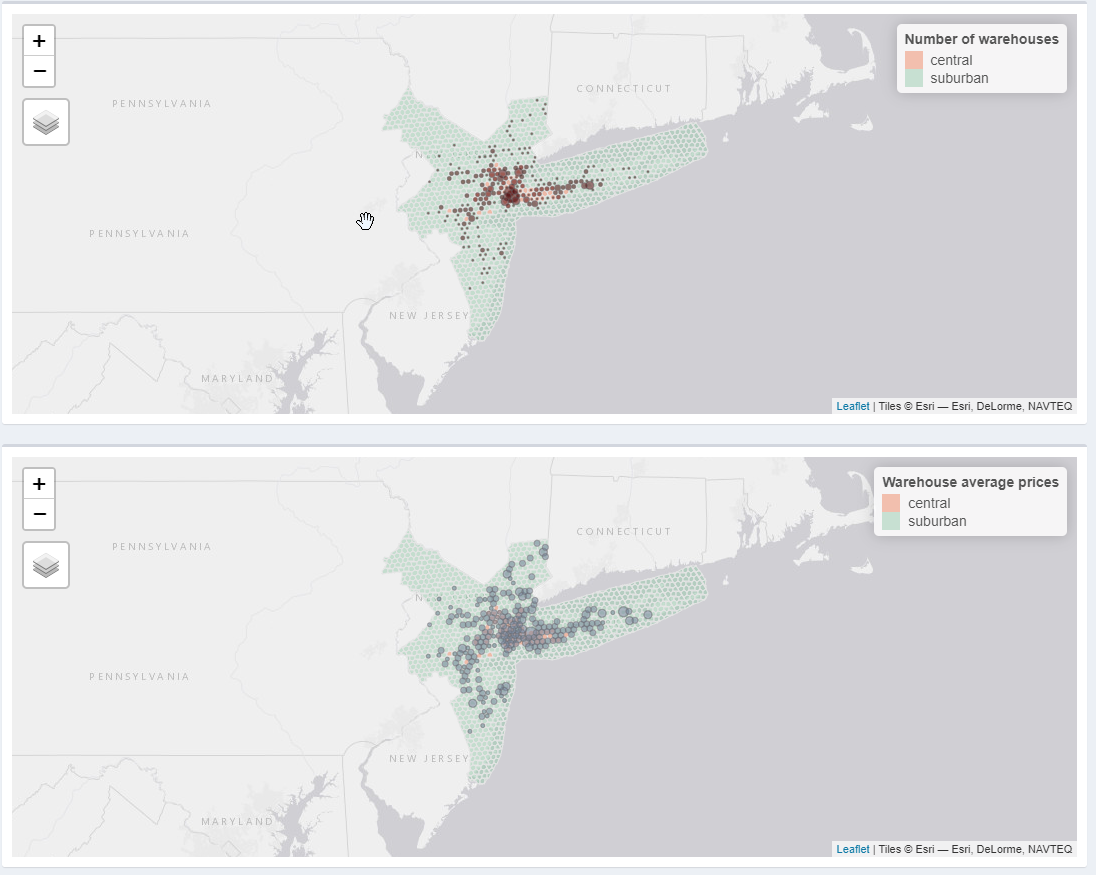 +
−
Number of warehouses
central
suburban
CONNECTICUT
PENNSYLVANIA
N
PENNSYLVANIA
NEW JERSEY
MARYLAND
Leaflet | Tiles © Esri — Esri, DeLorme, NAVTEQ
+
−
Warehouse average prices
central
suburban
CONNECTICUT
PENNSYLVANIA
N
PENNSYLVANIA
NEW JERSEY
MARYLAND
Leaflet | Tiles © Esri — Esri, DeLorme, NAVTEQ